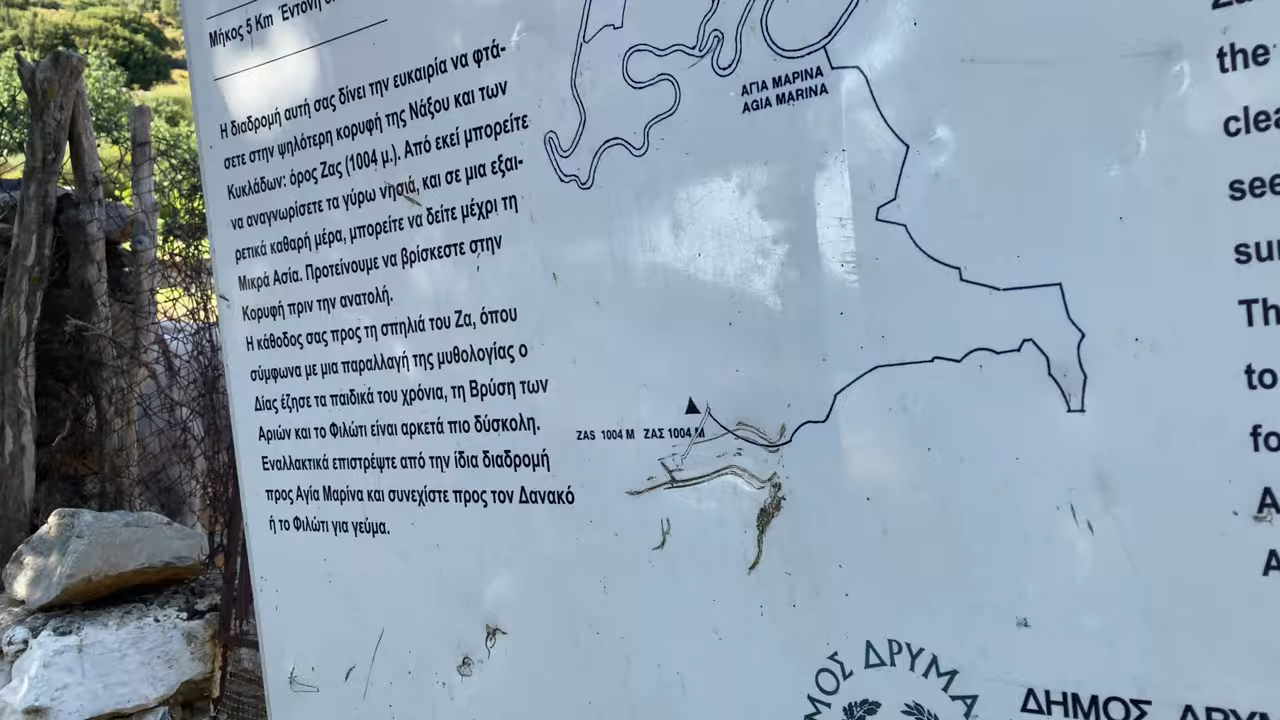 Μήκος 5 Km Έντονη
Η διαδρομή αυτή σας δίνει την ευκαιρία να φτά-
σετε στην ψηλότερη κορυφή της Νάξου και των
Κυκλάδων: όρος Ζας (1004 μ.). Από εκεί μπορείτε
να αναγνωρίσετε τα γύρω νησιά, και σε μια εξαι-
ρετικά καθαρή μέρα, μπορείτε να δείτε μέχρι τη
Μικρά Ασία. Προτείνουμε να βρίσκεστε στην
Κορυφή πριν την ανατολή.
Η κάθοδος σας προς τη σπηλιά του Ζα, όπου
σύμφωνα με μια παραλλαγή της μυθολογίας ο
Δίας έζησε τα παιδικά του χρόνια, τη Βρύση των
Αριών και το Φιλώτι είναι αρκετά πιο δύσκολη.
Εναλλακτικά επιστρέψτε από την ίδια διαδρομή
προς Αγία Μαρίνα και συνεχίστε προς τον Δανακό
ή το Φιλώτι για γεύμα.
ΑΓΙΑ ΜΑΡΙΝΑ
AGIA MARINA
ZAS 1004 M ΖΑΣ 1004 Μ
the
clea
see
sur
Th
to
fo
A
A
ΜΟΣ ΔΡΥΜΑ
ΔΗΜΟΣ ΔΡΥΜ